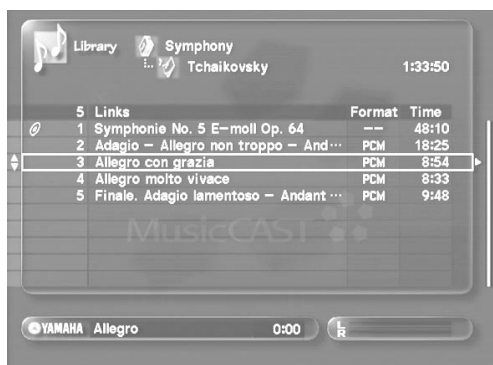 Library Symphony
Tchaikovsky 1:33:50
5 Links Format Time
1 Symphonie No. 5 E-moll Op. 64 -- 48:10
2 Adagio - Allegro non troppo - And··· PCM 18:25
3 Allegro con grazia PCM 8:54
4 Allegro molto vivace PCM 8:33
5 Finale. Adagio lamentoso - Andant ··· PCM 9:48
MusicCAST
YAMAHA Allegro 0:00 L
R